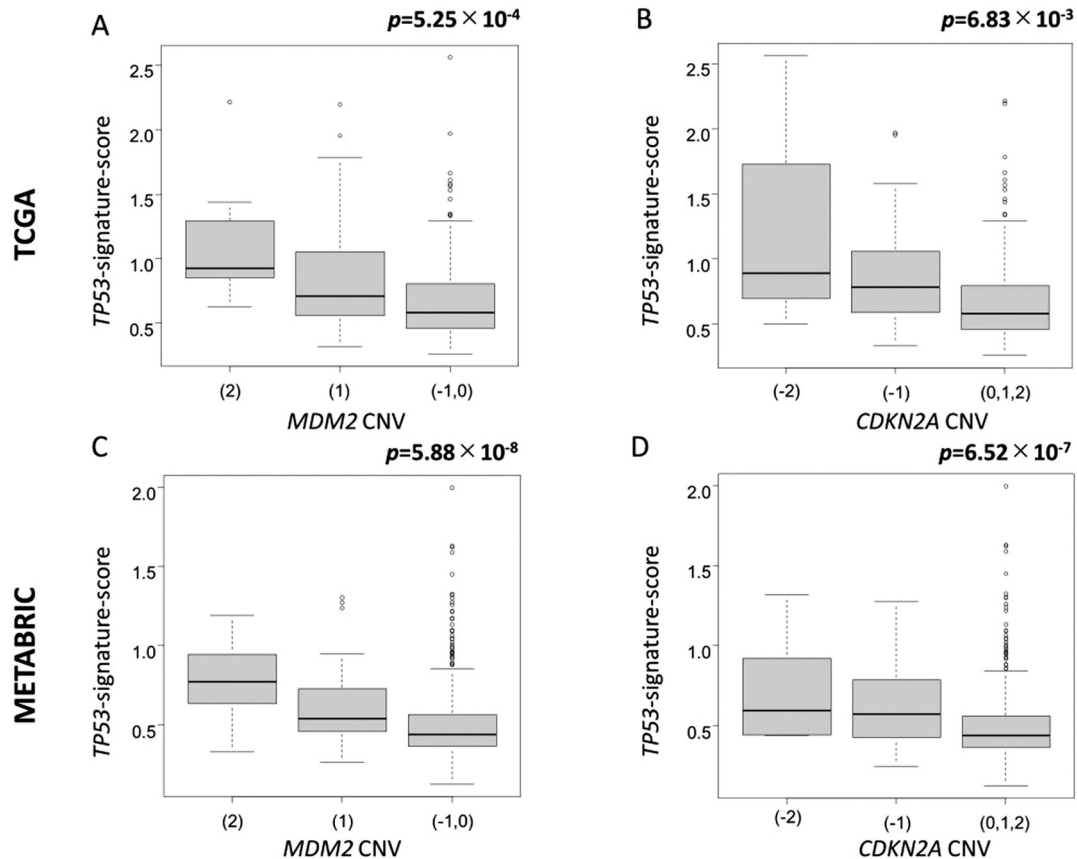 A
p=5.25×10-4
TCGA
TP53-signature-score
2.5
2.0
1.5
1.0
0.5
(2) (1) (-1,0)
MDM2 CNV
B
p=6.83×10-3
TP53-signature-score
2.5
2.0
1.5
1.0
0.5
(-2) (-1) (0,1,2)
CDKN2A CNV
C
p=5.88×10-8
METABRIC
TP53-signature-score
2.0
1.5
1.0
0.5
(2) (1) (-1,0)
MDM2 CNV
D
p=6.52×10-7
TP53-signature-score
2.0
1.5
1.0
0.5
(-2) (-1) (0,1,2)
CDKN2A CNV